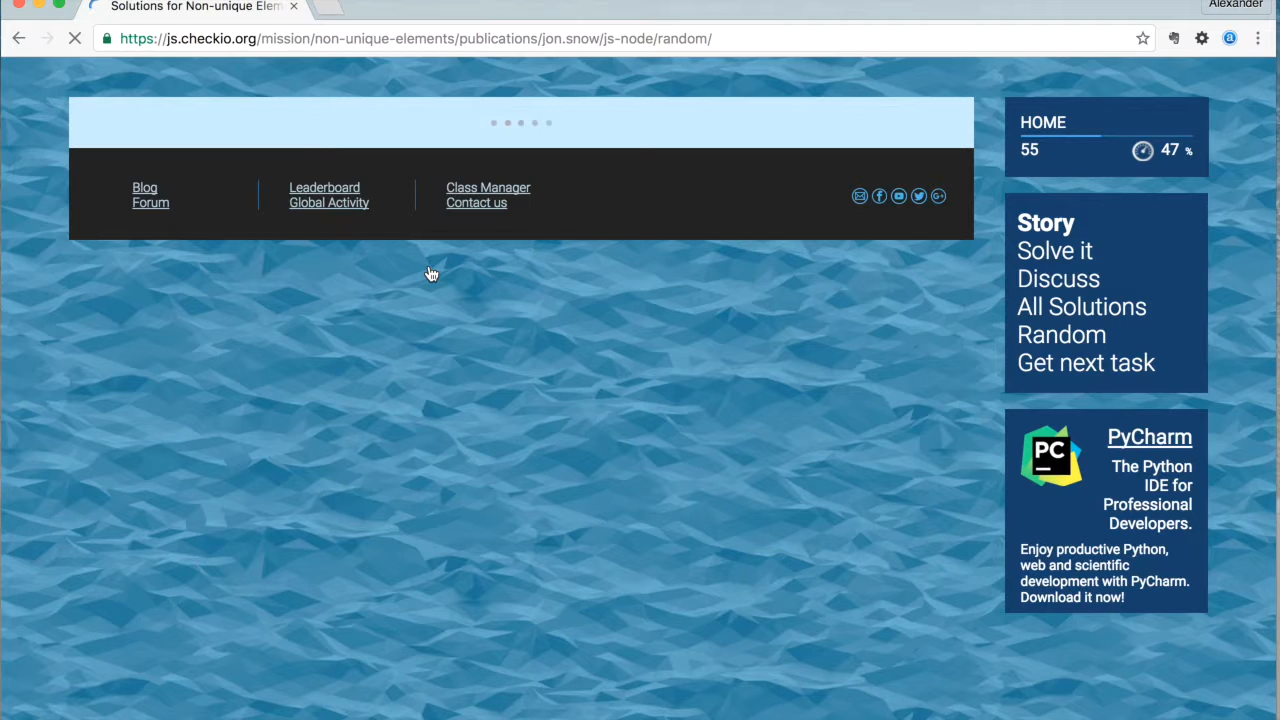 Solutions for Non-unique Elem
Alexander
https://js.checkio.org/mission/non-unique-elements/publications/jon.snow/js-node/random/
Blog
Forum
Leaderboard
Global Activity
Class Manager
Contact us
HOME
55 47 %
Story
Solve it
Discuss
All Solutions
Random
Get next task
PC
PyCharm
The Python
IDE for
Professional
Developers.
Enjoy productive Python,
web and scientific
development with PyCharm.
Download it now!